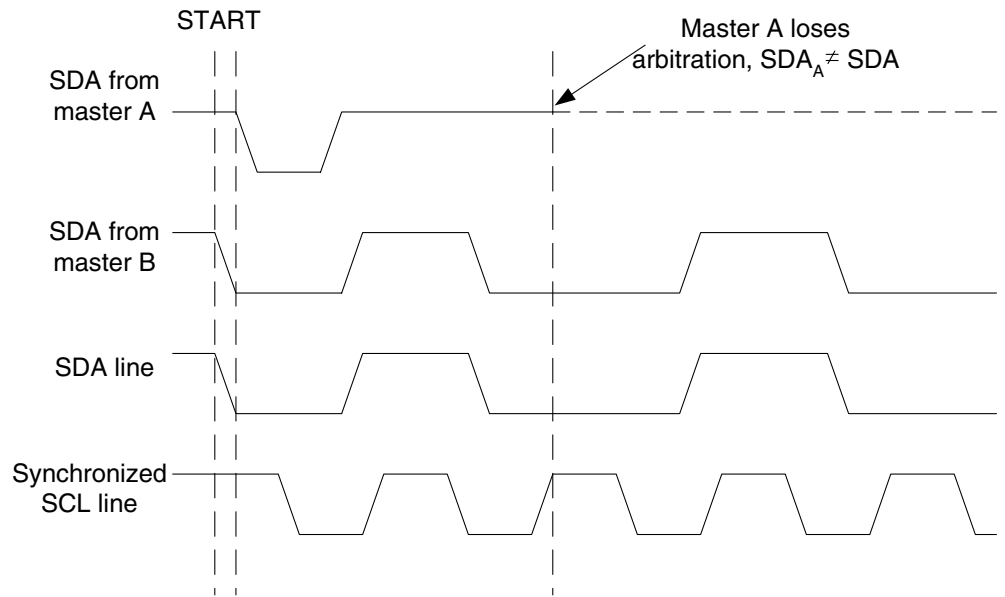 START
Master A loses
arbitration, SDA_A ≠ SDA
SDA from
master A
SDA from
master B
SDA line
Synchronized
SCL line